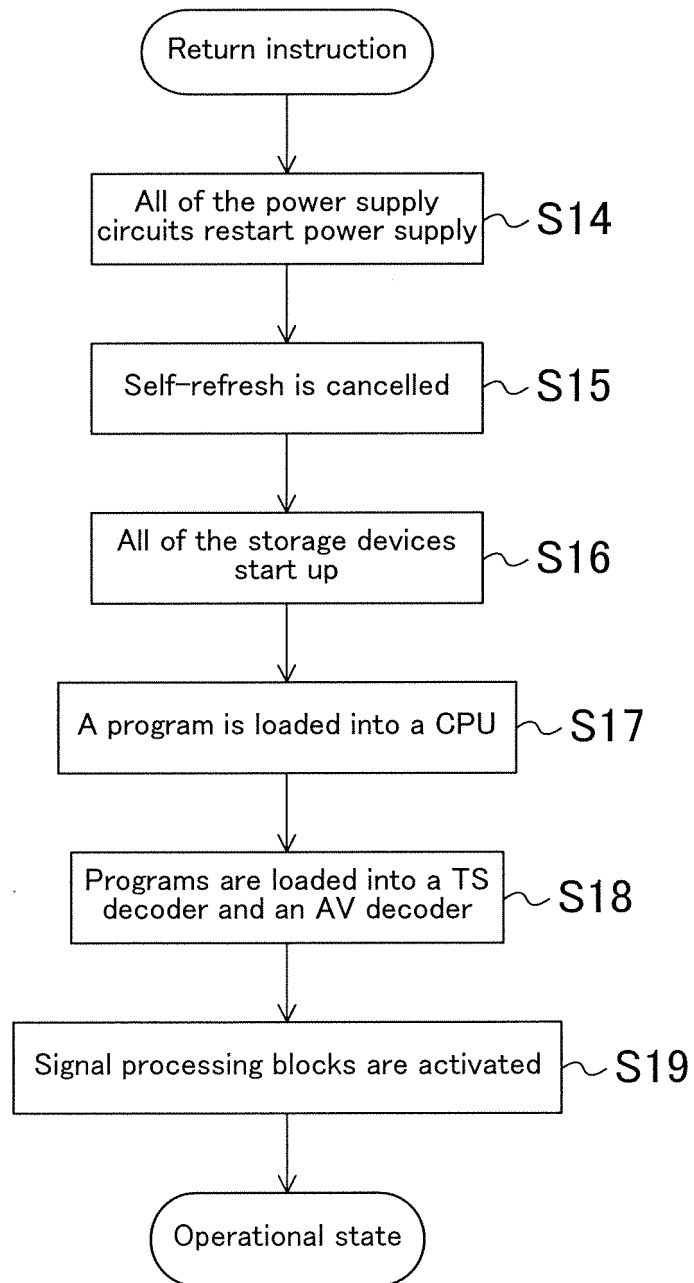 Return instruction
All of the power supply
circuits restart power supply
S14
Self-refresh is cancelled
S15
All of the storage devices
start up
S16
A program is loaded into a CPU
S17
Programs are loaded into a TS
decoder and an AV decoder
S18
Signal processing blocks are activated
S19
Operational state